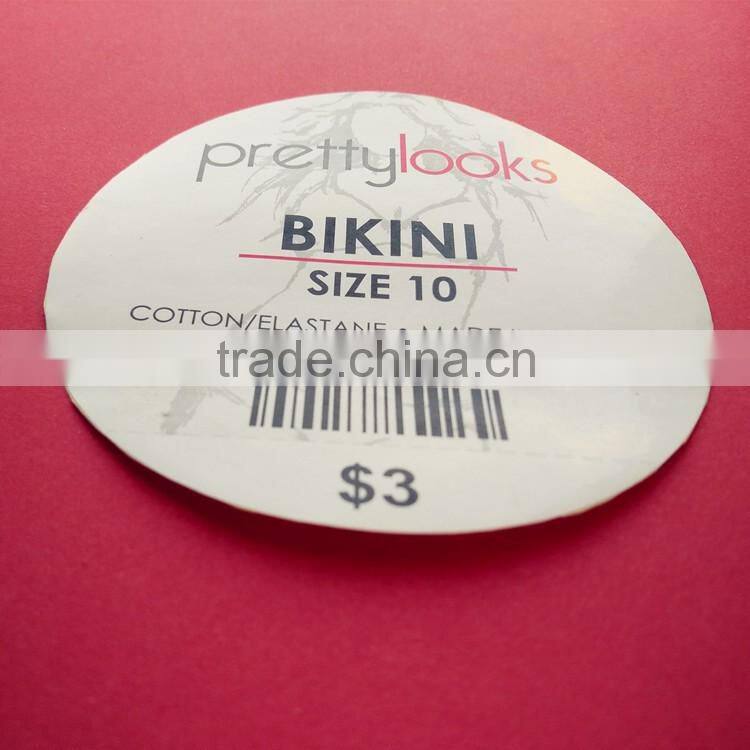 prettylooks
BIKINI
SIZE 10
COTTON/ELASTANE
trade.china.cn
$3